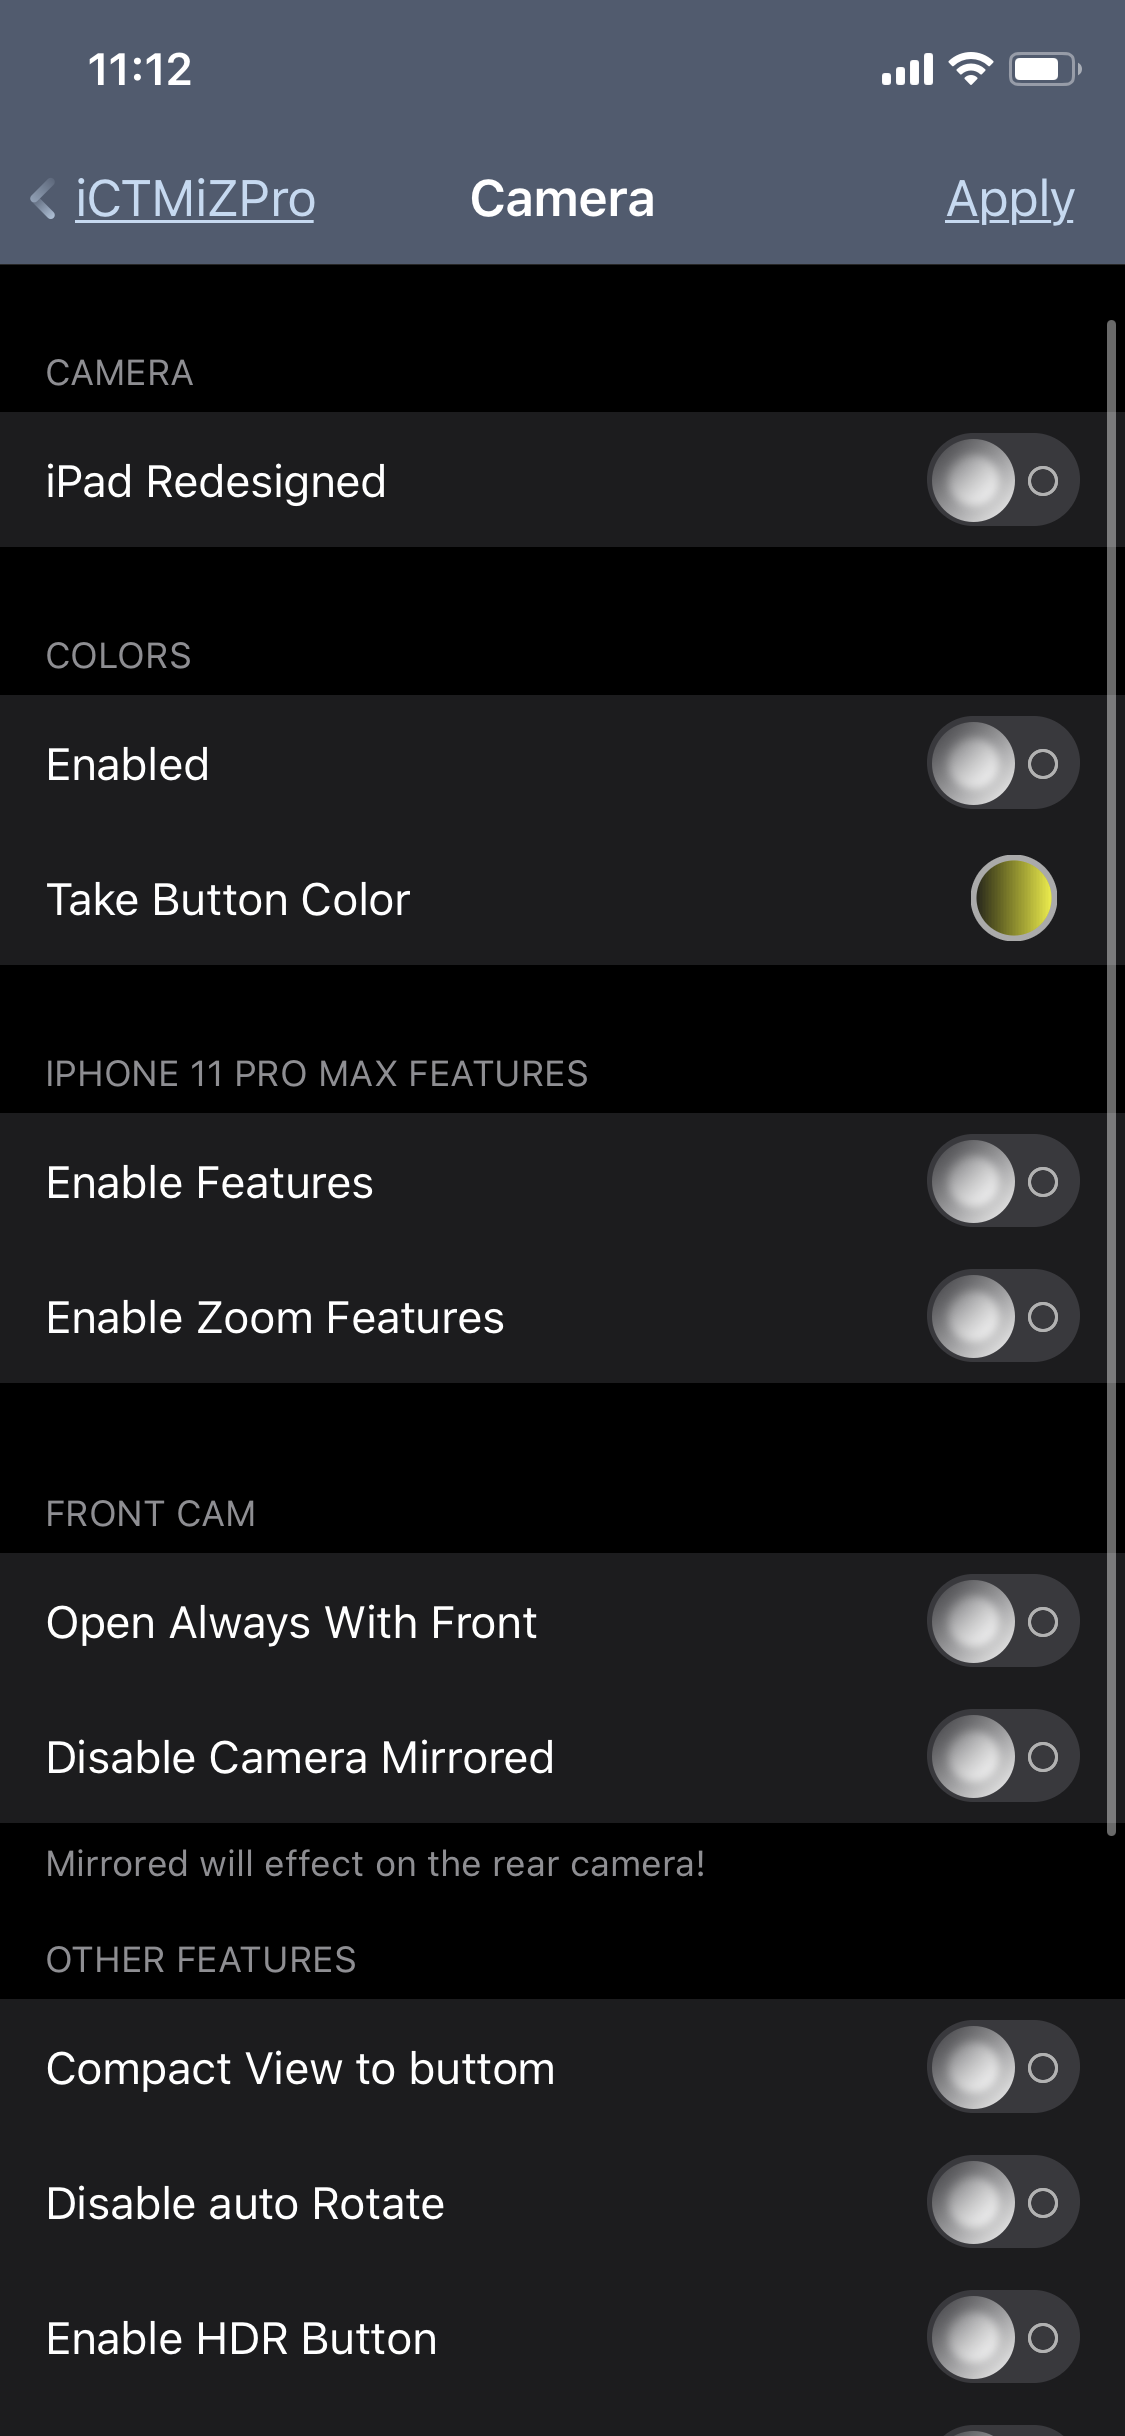 11:12
iCTMiZPro Camera Apply
CAMERA
iPad Redesigned
COLORS
Enabled
Take Button Color
IPHONE 11 PRO MAX FEATURES
Enable Features
Enable Zoom Features
FRONT CAM
Open Always With Front
Disable Camera Mirrored
Mirrored will effect on the rear camera!
OTHER FEATURES
Compact View to buttom
Disable auto Rotate
Enable HDR Button